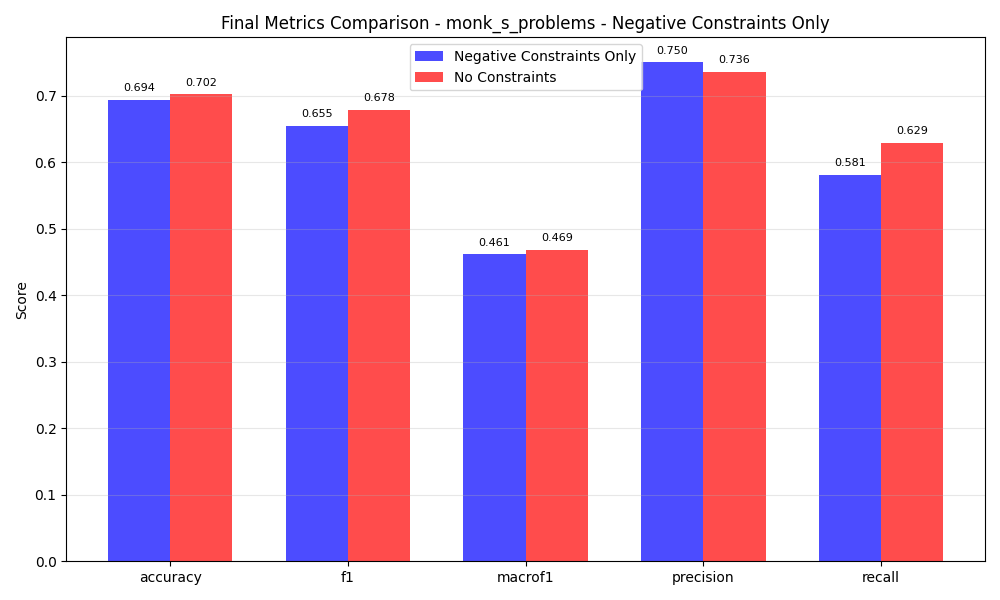 Final Metrics Comparison - monk_s_problems - Negative Constraints Only
Negative Constraints Only
No Constraints
Score
0.7
0.6
0.5
0.4
0.3
0.2
0.1
0.0
0.694
0.702
0.655
0.678
0.461
0.469
0.750
0.736
0.581
0.629
accuracy
f1
macrof1
precision
recall